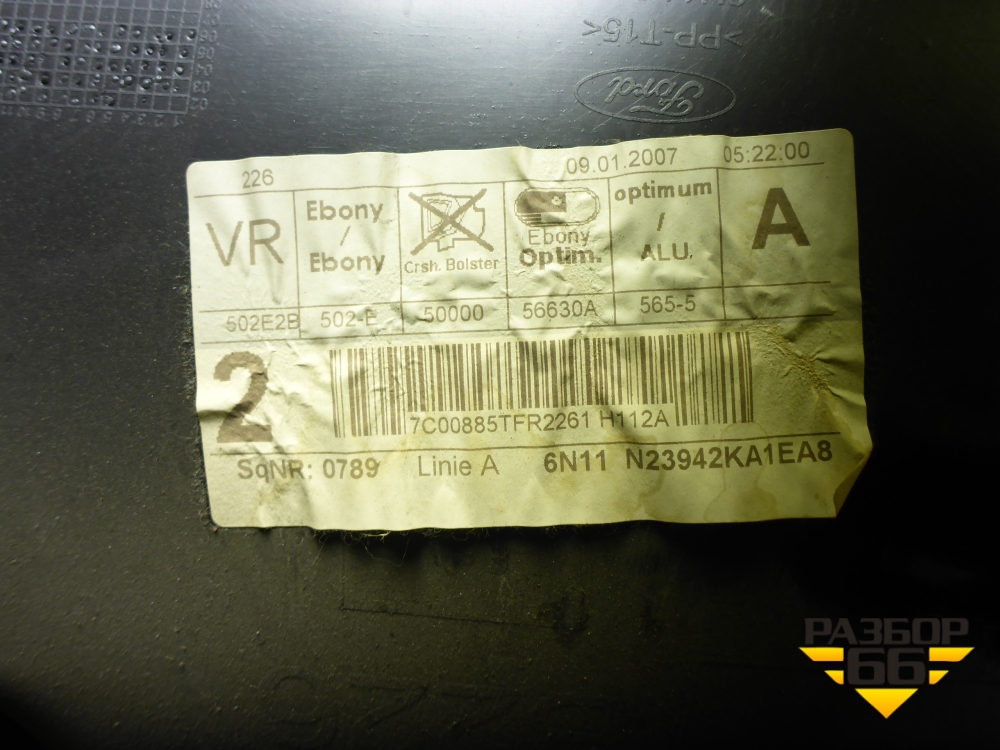 >PP-T15<
Ford
226 09.01.2007 05:22:00
VR
Ebony
/
Ebony
Crsh. Bolster
Ebony
Optim.
optimum
/
ALU.
A
502E2B 502-E 50000 56630A 565-5
2
7C00885TFR2261 H112A
SqNR: 0789 Linie A 6N11 N23942KA1EA8
РАЗБОР
66